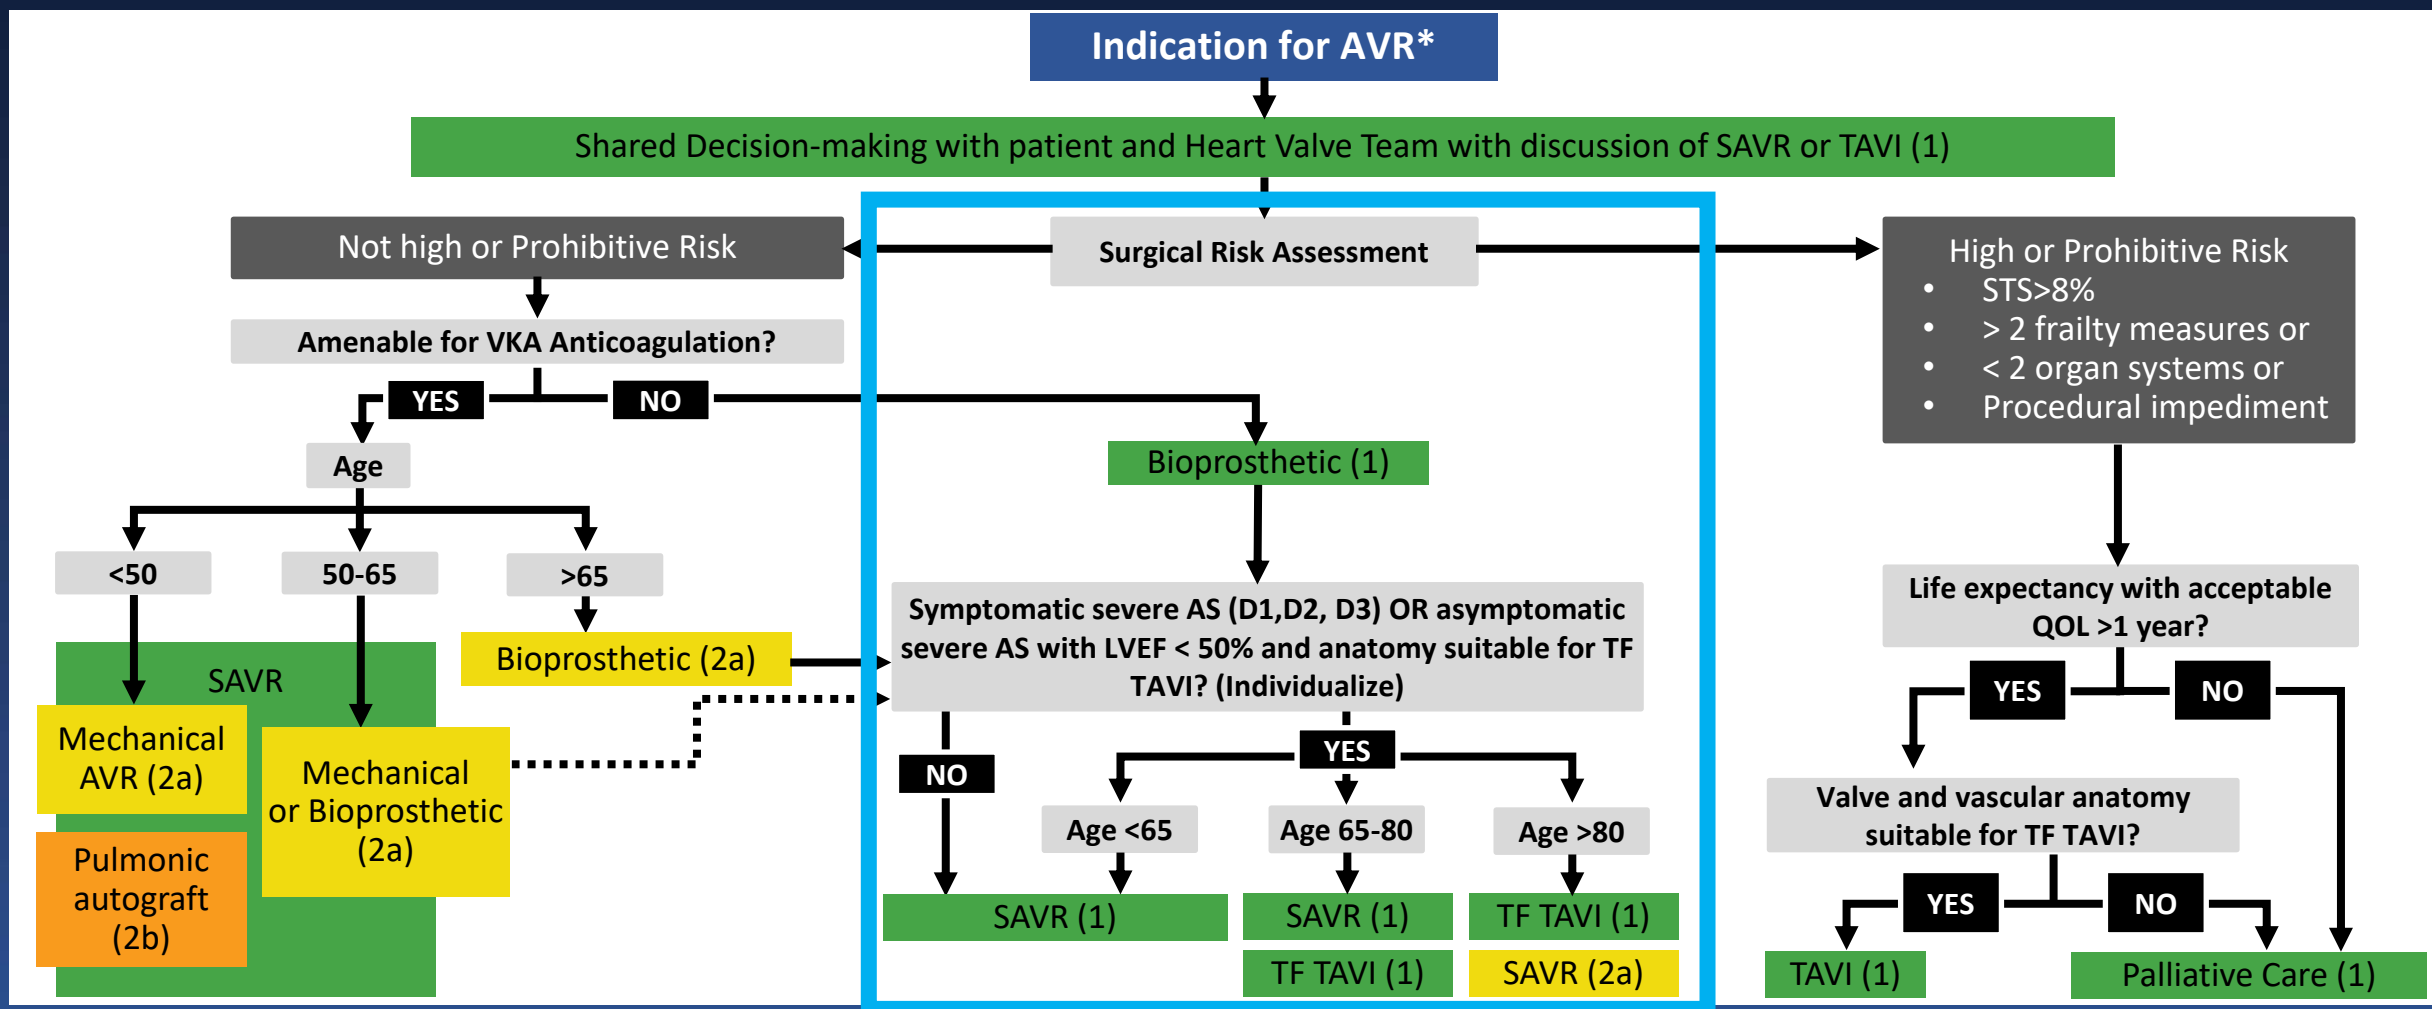 Indication for AVR*
Shared Decision-making with patient and Heart Valve Team with discussion of SAVR or TAVI (1)
Not high or Prohibitive Risk
Surgical Risk Assessment
High or Prohibitive Risk
• STS>8%
• > 2 frailty measures or
• < 2 organ systems or
• Procedural impediment
Amenable for VKA Anticoagulation?
YES
NO
Age
<50
50-65
>65
SAVR
Mechanical
AVR (2a)
Pulmonic
autograft
(2b)
Mechanical
or Bioprosthetic
(2a)
Bioprosthetic (2a)
Bioprosthetic (1)
Symptomatic severe AS (D1,D2, D3) OR asymptomatic
severe AS with LVEF < 50% and anatomy suitable for TF
TAVI? (Individualize)
NO
YES
Age <65
Age 65-80
Age >80
SAVR (1)
SAVR (1)
TF TAVI (1)
TF TAVI (1)
SAVR (2a)
Life expectancy with acceptable
QOL >1 year?
YES
NO
Valve and vascular anatomy
suitable for TF TAVI?
YES
NO
TAVI (1)
Palliative Care (1)